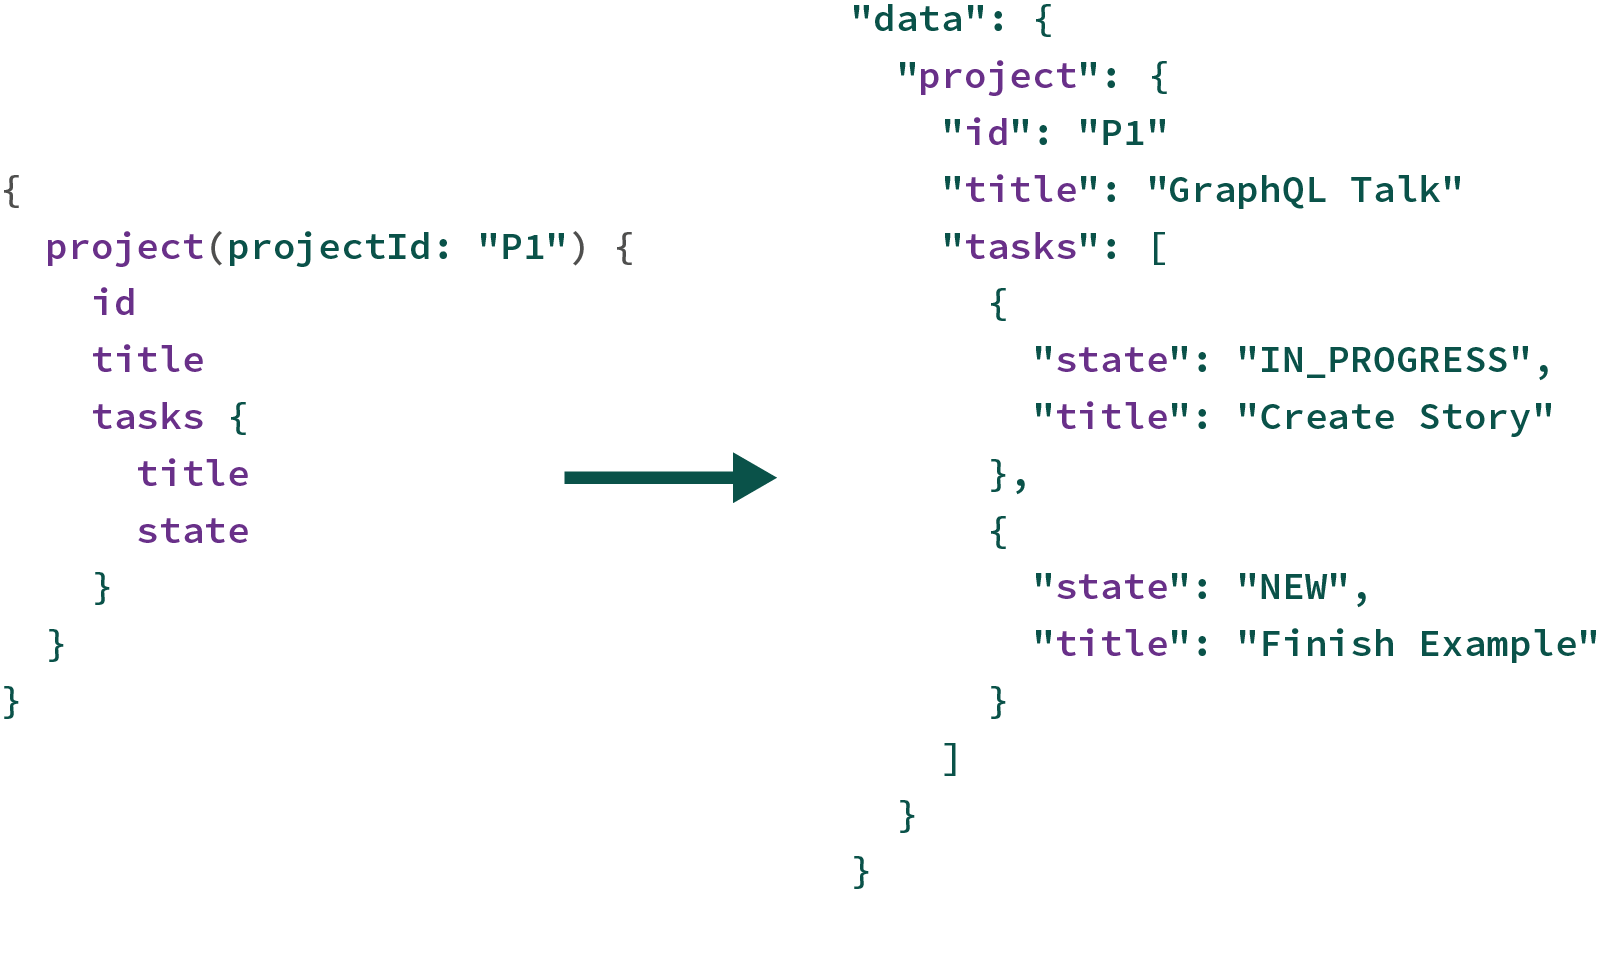 {
  project(projectId: "P1") {
    id
    title
    tasks {
      title
      state
    }
  }
}
"data": {
  "project": {
    "id": "P1"
    "title": "GraphQL Talk"
    "tasks": [
      {
        "state": "IN_PROGRESS",
        "title": "Create Story"
      },
      {
        "state": "NEW",
        "title": "Finish Example"
      }
    ]
  }
}